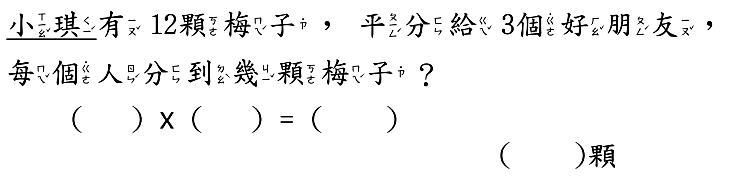 小琪有12顆梅子， 平分給3個好朋友，
每個人分到幾顆梅子？
(　　) X (　　) = (　　)
(　　)顆